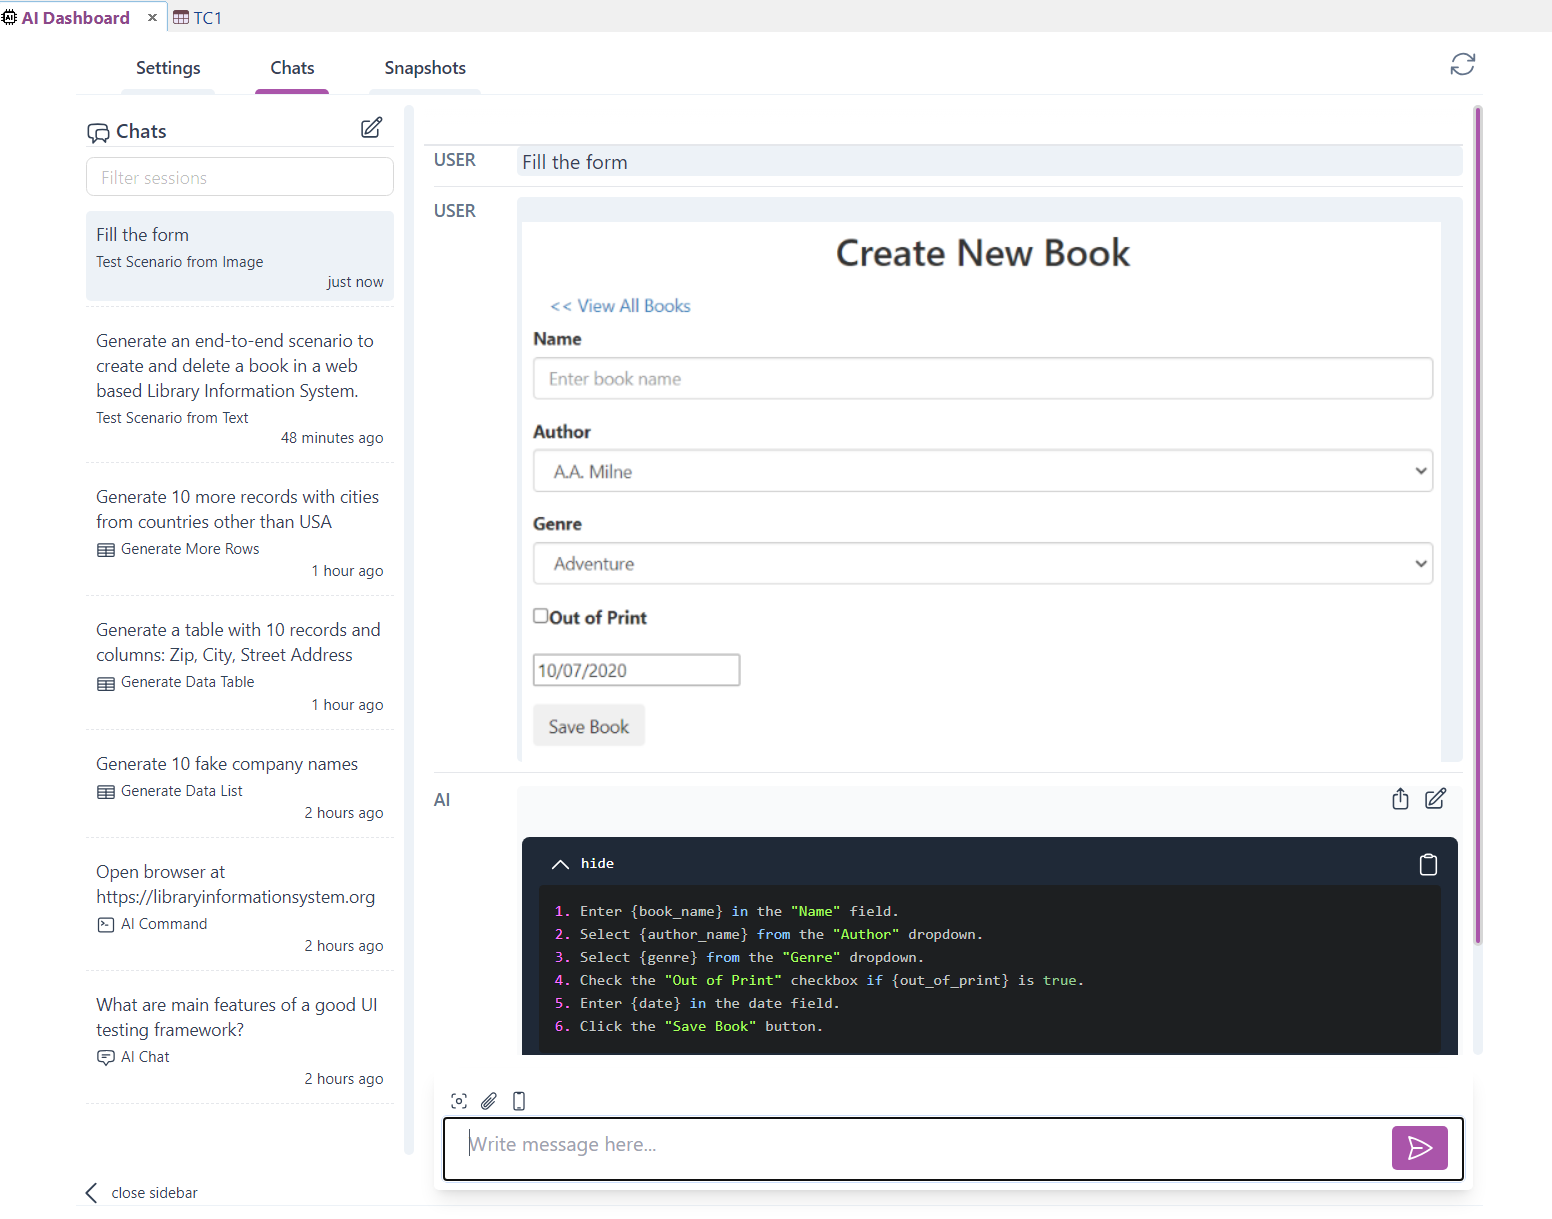 AI Dashboard
TC1
Settings
Chats
Snapshots
Chats
Filter sessions
Fill the form
Test Scenario from Image
just now
Generate an end-to-end scenario to
create and delete a book in a web
based Library Information System.
Test Scenario from Text
48 minutes ago
Generate 10 more records with cities
from countries other than USA
Generate More Rows
1 hour ago
Generate a table with 10 records and
columns: Zip, City, Street Address
Generate Data Table
1 hour ago
Generate 10 fake company names
Generate Data List
2 hours ago
Open browser at
https://libraryinformationsystem.org
AI Command
2 hours ago
What are main features of a good UI
testing framework?
AI Chat
2 hours ago
close sidebar
USER
Fill the form
USER
Create New Book
<< View All Books
Name
Enter book name
Author
A.A. Milne
Genre
Adventure
Out of Print
10/07/2020
Save Book
AI
hide
1. Enter {book_name} in the "Name" field.
2. Select {author_name} from the "Author" dropdown.
3. Select {genre} from the "Genre" dropdown.
4. Check the "Out of Print" checkbox if {out_of_print} is true.
5. Enter {date} in the date field.
6. Click the "Save Book" button.
Write message here...